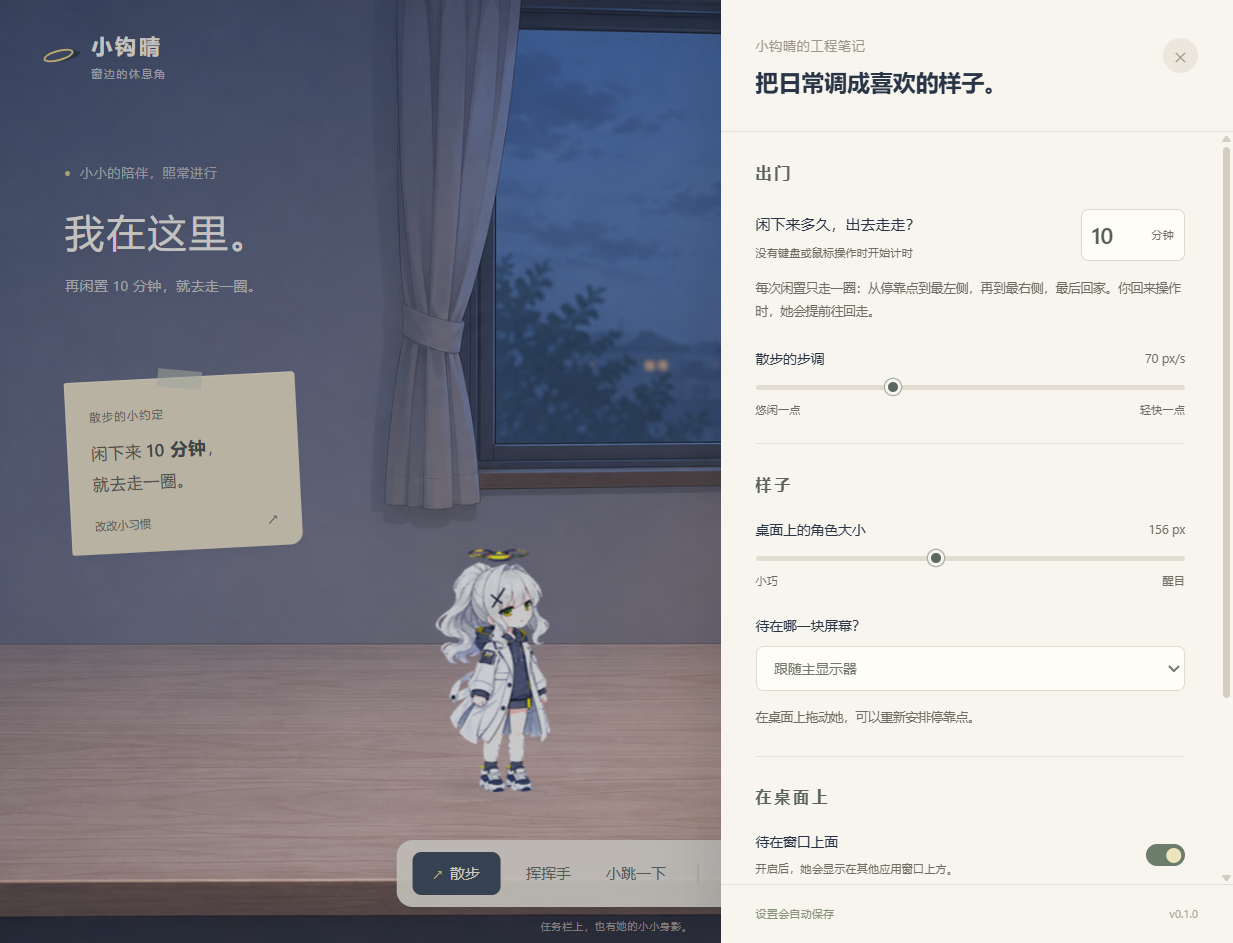 小钩晴
窗边的休息角
小小的陪伴，照常进行
我在这里。
再闲置 10 分钟，就去走一圈。
散步的小约定
闲下来 10 分钟，
就去走一圈。
改改小习惯
↗
↗ 散步
挥挥手
小跳一下
任务栏上，也有她的小小身影。
小钩晴的工程笔记
把日常调成喜欢的样子。
出门
闲下来多久，出去走走？
没有键盘或鼠标操作时开始计时
10 分钟
每次闲置只走一圈：从停靠点到最左侧，再到最右侧，最后回家。你回来操作
时，她会提前往回走。
散步的步调
70 px/s
悠闲一点
轻快一点
样子
桌面上的角色大小
156 px
小巧
醒目
待在哪一块屏幕？
跟随主显示器
在桌面上拖动她，可以重新安排停靠点。
在桌面上
待在窗口上面
开启后，她会显示在其他应用窗口上方。
设置会自动保存
v0.1.0